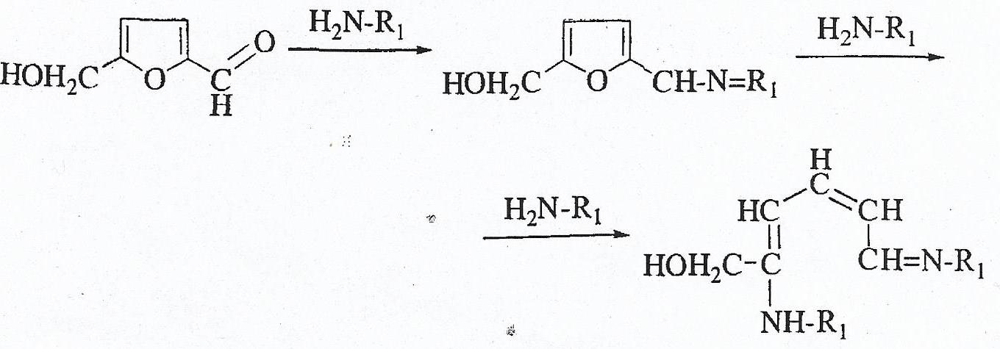 H₂N-R₁
H₂N-R₁
O
HOH₂C
O
C
H
HOH₂C
O
CH-N=R₁
H₂N-R₁
H
C
HC
CH
HOH₂C-C
CH=N-R₁
NH-R₁